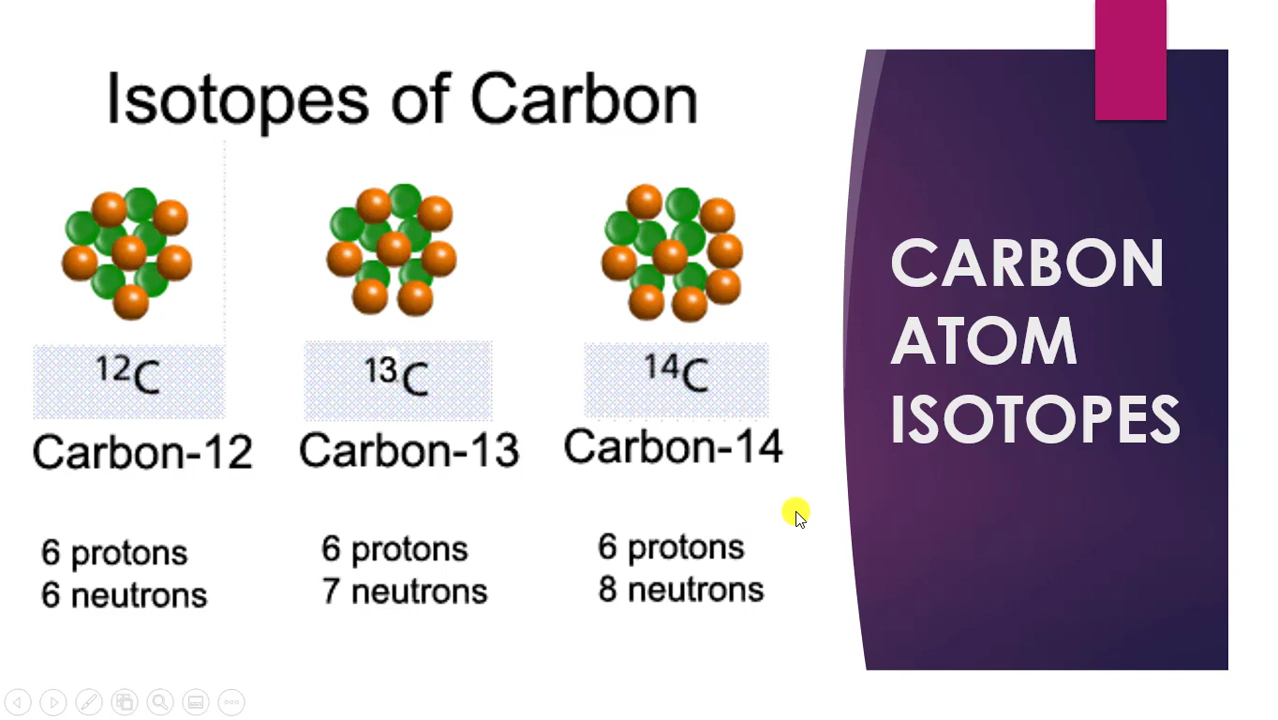 Isotopes of Carbon
¹²C
¹³C
¹⁴C
Carbon-12
Carbon-13
Carbon-14
6 protons
6 neutrons
6 protons
7 neutrons
6 protons
8 neutrons
CARBON
ATOM
ISOTOPES